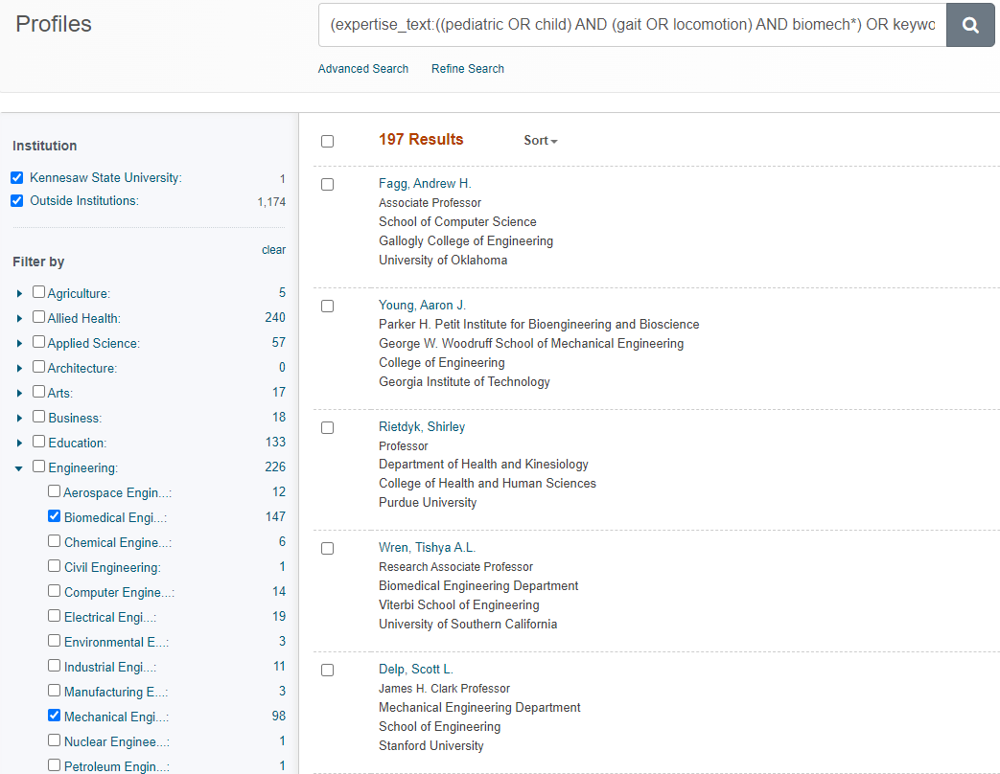 Profiles
(expertise_text:((pediatric OR child) AND (gait OR locomotion) AND biomech*) OR keywo
Advanced Search
Refine Search
Institution
Kennesaw State University: 1
Outside Institutions: 1,174
clear
Filter by
Agriculture: 5
Allied Health: 240
Applied Science: 57
Architecture: 0
Arts: 17
Business: 18
Education: 133
Engineering: 226
Aerospace Engin...: 12
Biomedical Engi...: 147
Chemical Engine...: 6
Civil Engineering: 1
Computer Engine...: 14
Electrical Engi...: 19
Environmental E...: 3
Industrial Engi...: 11
Manufacturing E...: 3
Mechanical Engi...: 98
Nuclear Enginee...: 1
Petroleum Engin...: 1
197 Results
Sort
Fagg, Andrew H.
Associate Professor
School of Computer Science
Gallogly College of Engineering
University of Oklahoma
Young, Aaron J.
Parker H. Petit Institute for Bioengineering and Bioscience
George W. Woodruff School of Mechanical Engineering
College of Engineering
Georgia Institute of Technology
Rietdyk, Shirley
Professor
Department of Health and Kinesiology
College of Health and Human Sciences
Purdue University
Wren, Tishya A.L.
Research Associate Professor
Biomedical Engineering Department
Viterbi School of Engineering
University of Southern California
Delp, Scott L.
James H. Clark Professor
Mechanical Engineering Department
School of Engineering
Stanford University